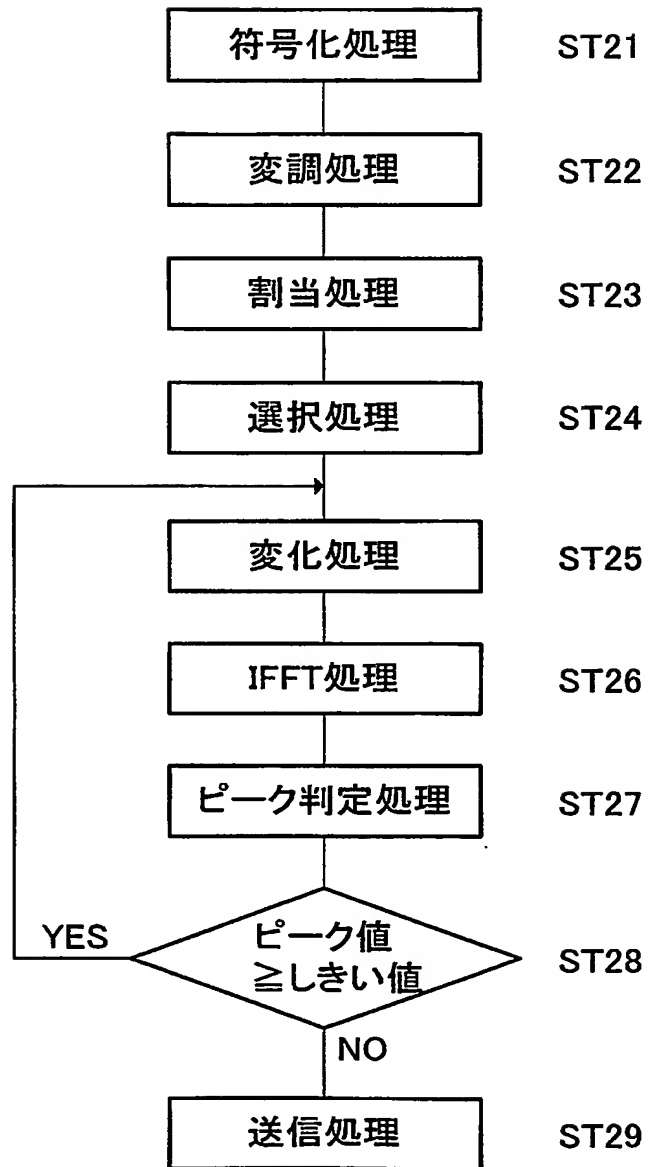 符号化処理 ST21
変調処理 ST22
割当処理 ST23
選択処理 ST24
変化処理 ST25
IFFT処理 ST26
ピーク判定処理 ST27
YES
ピーク値
≧しきい値
ST28
NO
送信処理 ST29